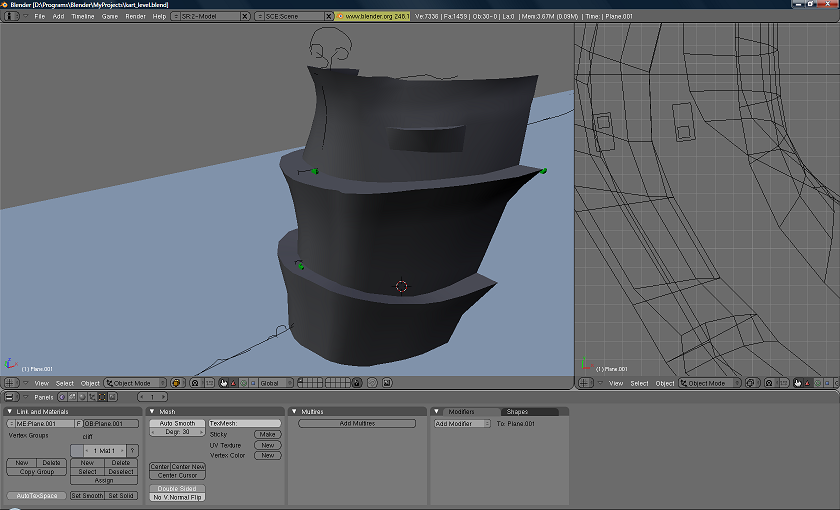 Blender [D:\Programs\Blender\MyProjects\kart_level.blend]
File Add Timeline Game Render Help SR:2-Model SCE:Scene www.blender.org 246.1 Ve:7336 | Fa:1459 | Ob:30-0 | La:0 | Mem:3.67M (0.09M) | Time: | Plane.001
(1) Plane.001
(1) Plane.001
View Select Object Object Mode Global
View Select Object Object Mode
Panels 1
Link and Materials
ME:Plane.001 F OB:Plane.001
Vertex Groups
cliff
1 Mat 1 ?
New Delete New Delete
Copy Group Select Deselect
Assign
AutoTexSpace Set Smooth Set Solid
Mesh
Auto Smooth
Degr: 30
TexMesh:
Sticky Make
UV Texture New
Vertex Color New
Center Center New
Center Cursor
Double Sided
No V.Normal Flip
Multires
Add Multires
Modifiers Shapes
Add Modifier To: Plane.001